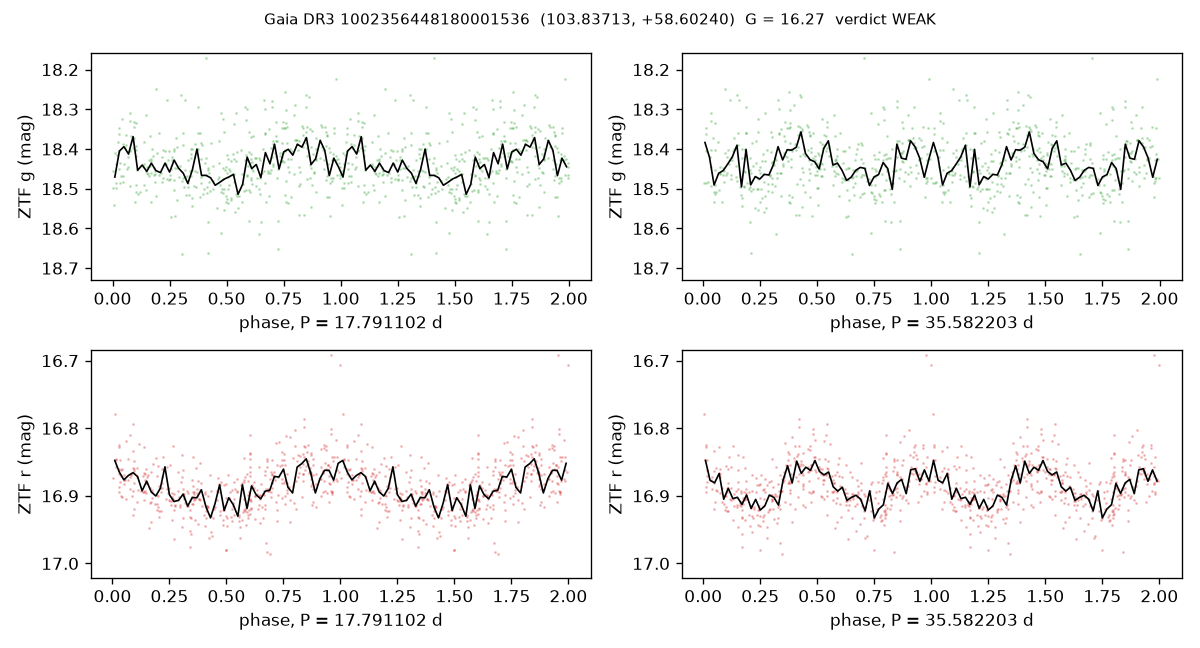 Gaia DR3 1002356448180001536  (103.83713, +58.60240)  G = 16.27  verdict WEAK
ZTF g (mag)
18.2
18.3
18.4
18.5
18.6
18.7
0.00 0.25 0.50 0.75 1.00 1.25 1.50 1.75 2.00
phase, P = 17.791102 d
ZTF g (mag)
18.2
18.3
18.4
18.5
18.6
18.7
0.00 0.25 0.50 0.75 1.00 1.25 1.50 1.75 2.00
phase, P = 35.582203 d
ZTF r (mag)
16.7
16.8
16.9
17.0
0.00 0.25 0.50 0.75 1.00 1.25 1.50 1.75 2.00
phase, P = 17.791102 d
ZTF r (mag)
16.7
16.8
16.9
17.0
0.00 0.25 0.50 0.75 1.00 1.25 1.50 1.75 2.00
phase, P = 35.582203 d